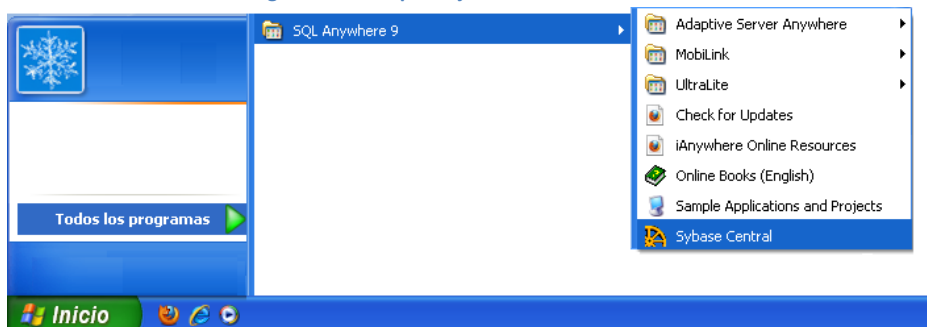 SQL Anywhere 9
Adaptive Server Anywhere
MobiLink
UltraLite
Check for Updates
iAnywhere Online Resources
Online Books (English)
Sample Applications and Projects
Sybase Central
Todos los programas
Inicio